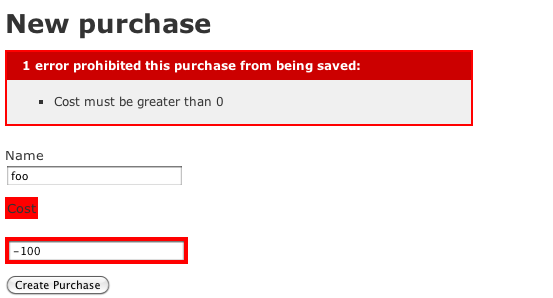 New purchase
1 error prohibited this purchase from being saved:
Cost must be greater than 0
Name
foo
Cost
-100
Create Purchase